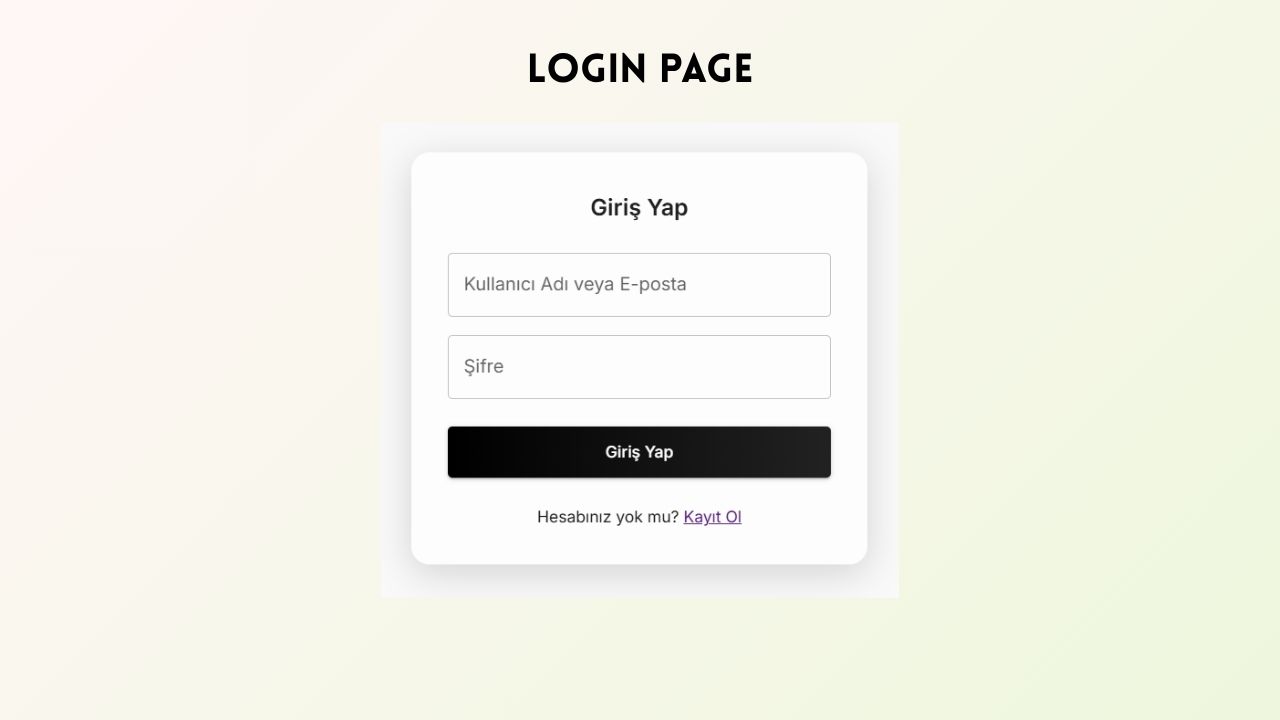 LOGIN PAGE
Giriş Yap
Kullanıcı Adı veya E-posta
Şifre
Giriş Yap
Hesabınız yok mu? Kayıt Ol